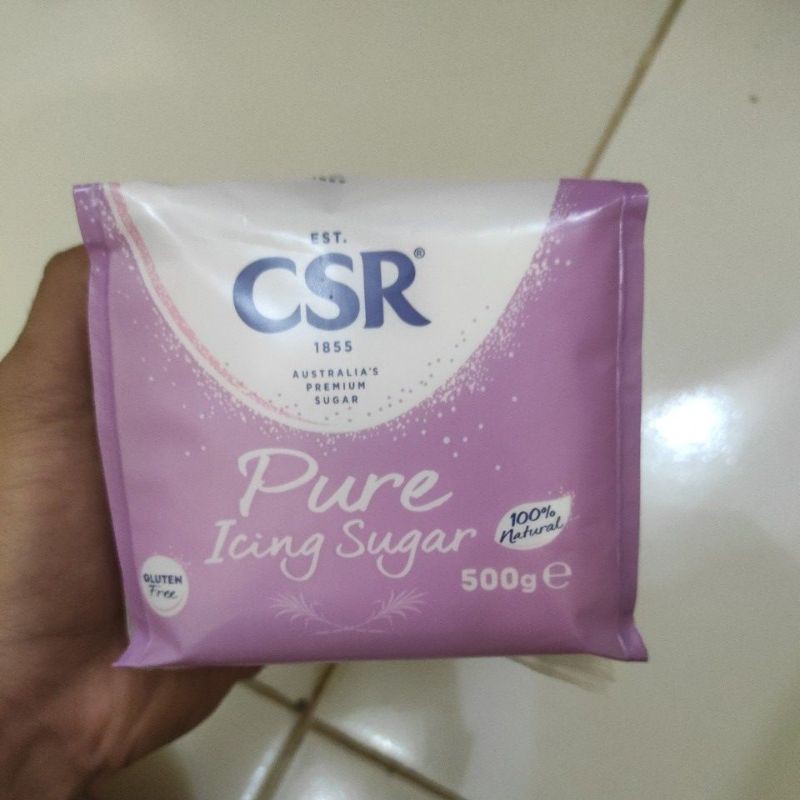 EST.
CSR®
1855
AUSTRALIA'S
PREMIUM
SUGAR
Pure
Icing Sugar
100%
Natural
500g ℮
GLUTEN
Free